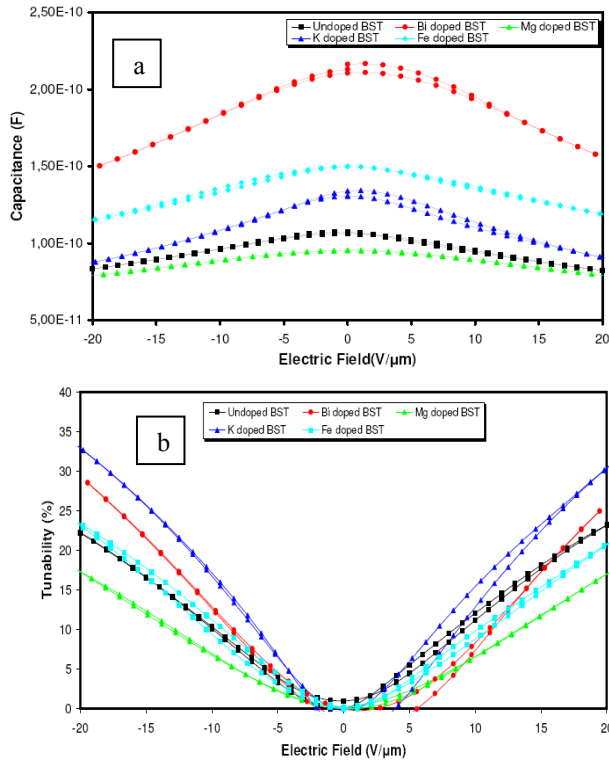 2,50E-10
Undoped BST Bi doped BST Mg doped BST
K doped BST Fe doped BST
a
2,00E-10
1,50E-10
1,00E-10
5,00E-11
Capacitance (F)
-20 -15 -10 -5 0 5 10 15 20
Electric Field(V/µm)
40
Undoped BST Bi doped BST Mg doped BST
K doped BST Fe doped BST
b
35
30
25
20
15
10
5
0
Tunability (%)
-20 -15 -10 -5 0 5 10 15 20
Electric Field (V/µm)